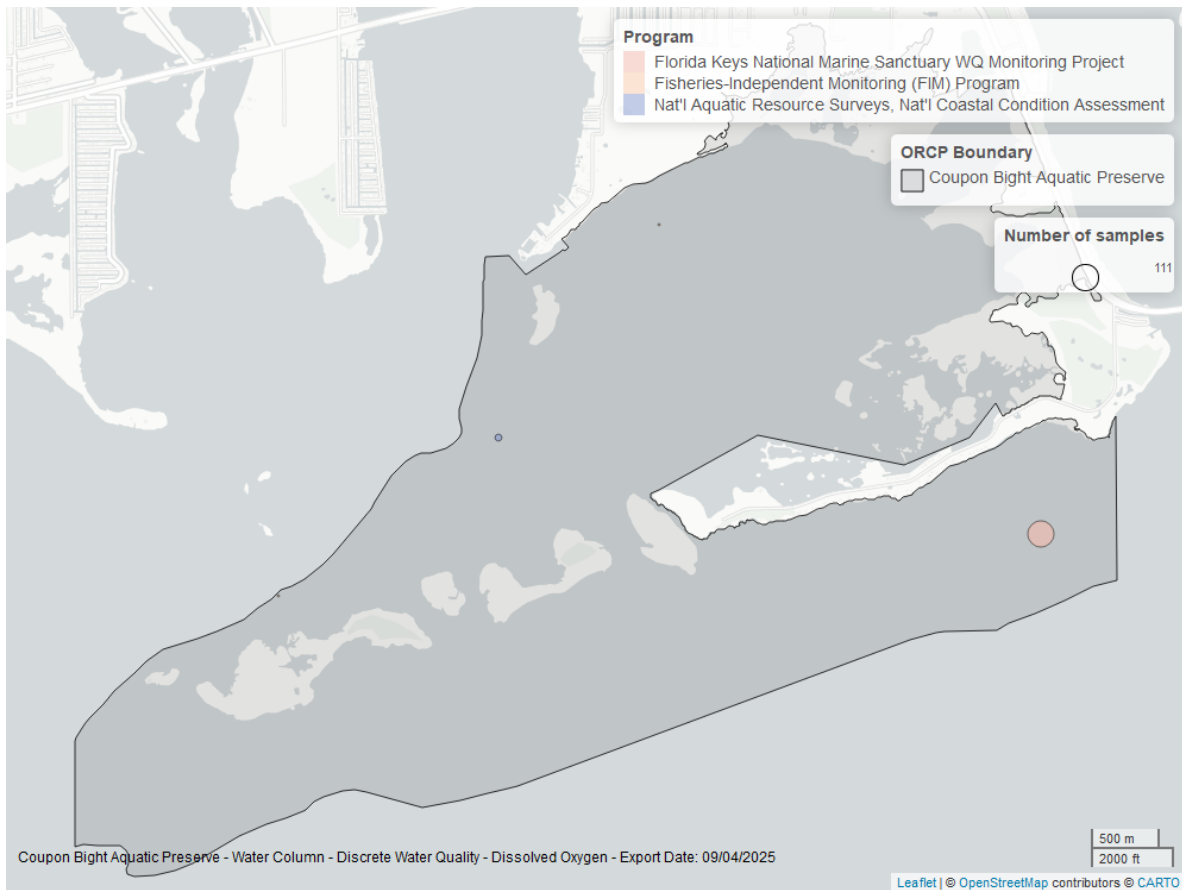 Program
Florida Keys National Marine Sanctuary WQ Monitoring Project
Fisheries-Independent Monitoring (FIM) Program
Nat'l Aquatic Resource Surveys, Nat'l Coastal Condition Assessment
ORCP Boundary
Coupon Bight Aquatic Preserve
Number of samples
111
500 m
2000 ft
Coupon Bight Aquatic Preserve - Water Column - Discrete Water Quality - Dissolved Oxygen - Export Date: 09/04/2025
Leaflet | © OpenStreetMap contributors © CARTO